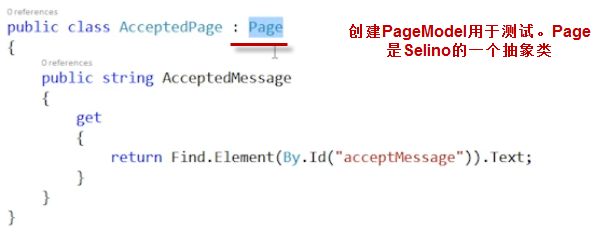 0 references
public class AcceptedPage : Page
创建PageModel用于测试。Page
是Selino的一个抽象类
{
0 references
public string AcceptedMessage
{
get
{
return Find.Element(By.Id("acceptMessage")).Text;
}
}
}